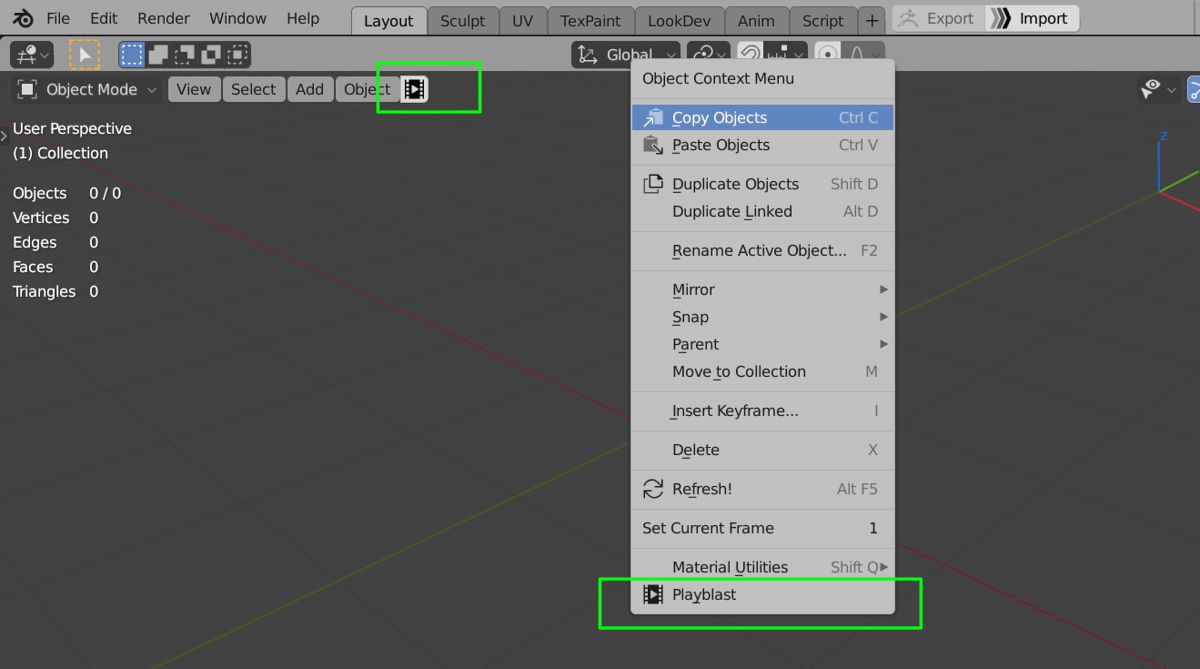 File Edit Render Window Help Layout Sculpt UV TexPaint LookDev Anim Script + Export Import
Global
Object Mode View Select Add Object
User Perspective
(1) Collection
Objects 0 / 0
Vertices 0
Edges 0
Faces 0
Triangles 0
Z
Object Context Menu
Copy Objects Ctrl C
Paste Objects Ctrl V
Duplicate Objects Shift D
Duplicate Linked Alt D
Rename Active Object... F2
Mirror
Snap
Parent
Move to Collection M
Insert Keyframe... I
Delete X
Refresh! Alt F5
Set Current Frame 1
Material Utilities Shift Q
Playblast